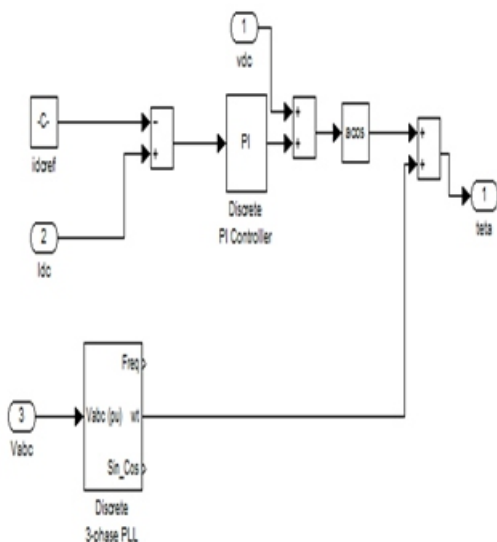 1
vdc
-C-
iidcref
−
+
PI
+
+
acos
+
+
1
teta
Discrete
PI Controller
2
Idc
Freq
3
Vabc (pu)
wt
Vabc
Sin_Cos
Discrete
3-phase PLL